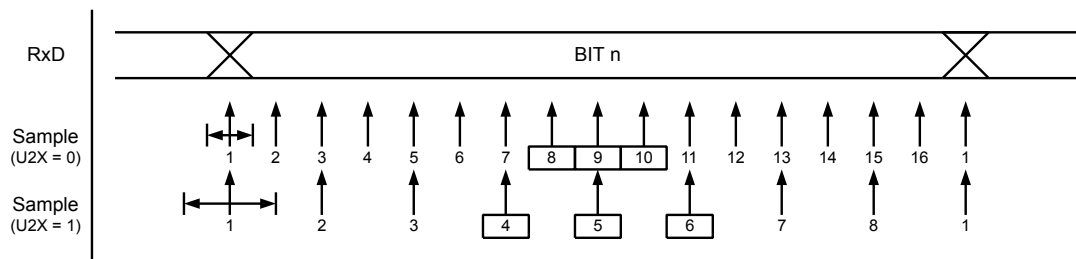 RxD BIT n
Sample
(U2X = 0) 1 2 3 4 5 6 7 8 9 10 11 12 13 14 15 16 1
Sample
(U2X = 1) 1 2 3 4 5 6 7 8 1